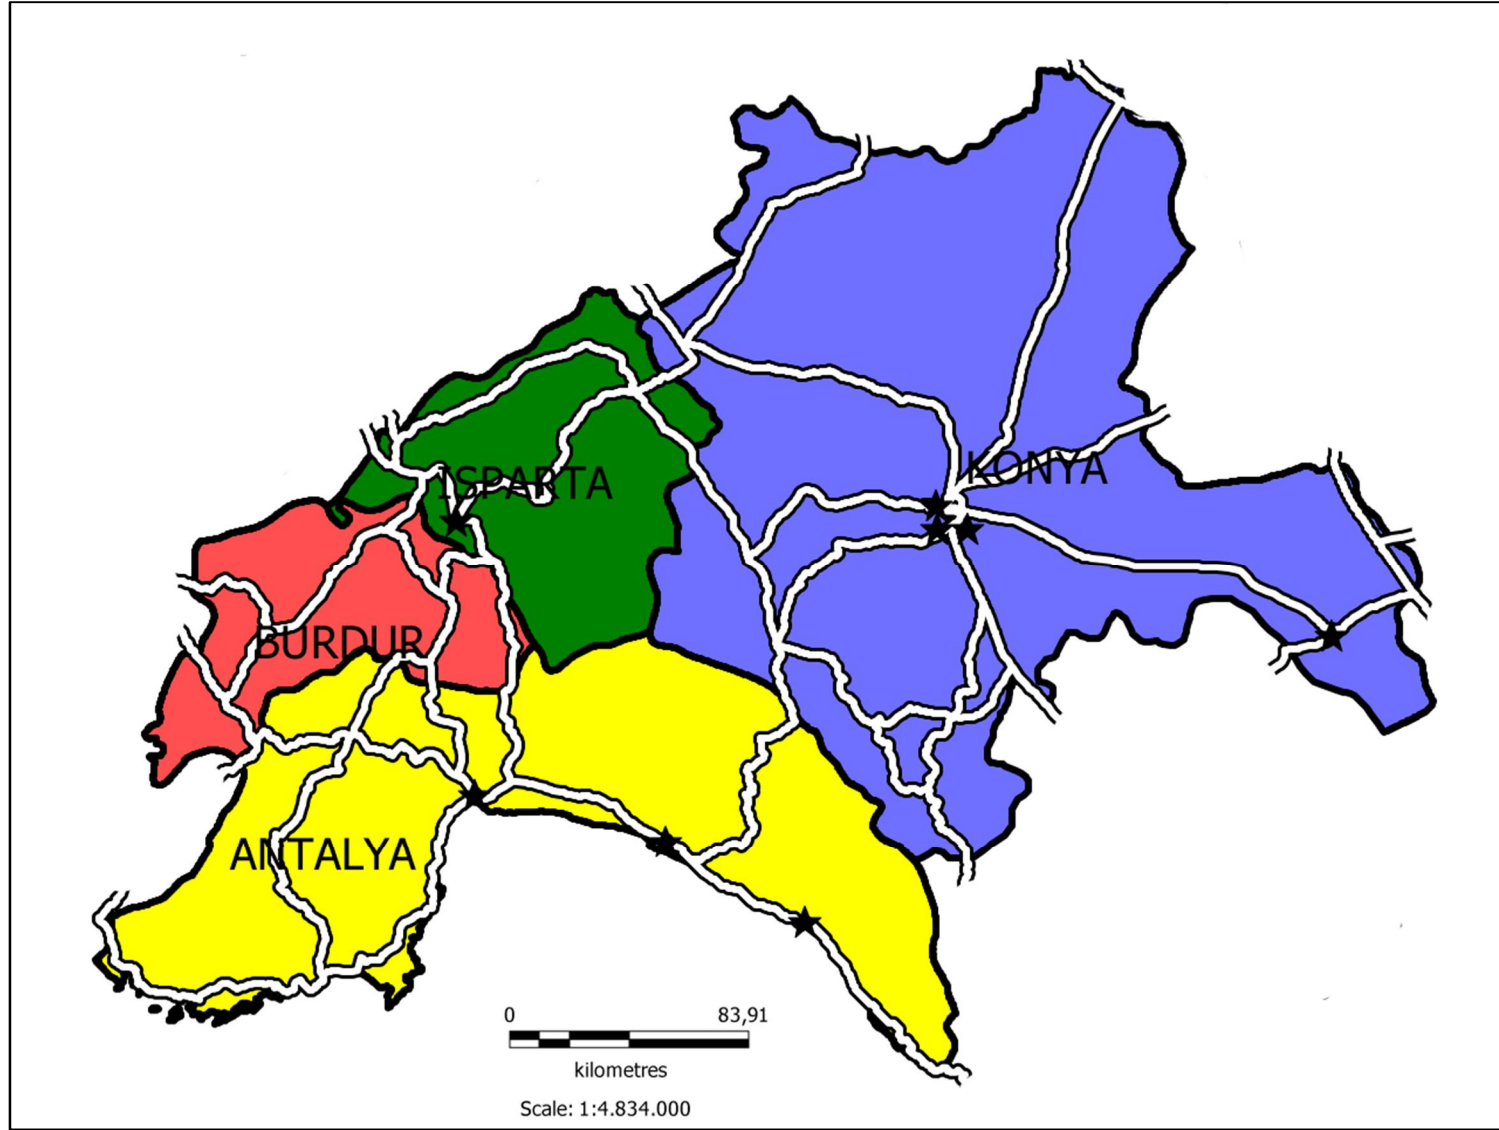 KONYA
ISPARTA
BURDUR
ANTALYA
0 83,91
kilometres
Scale: 1:4.834.000